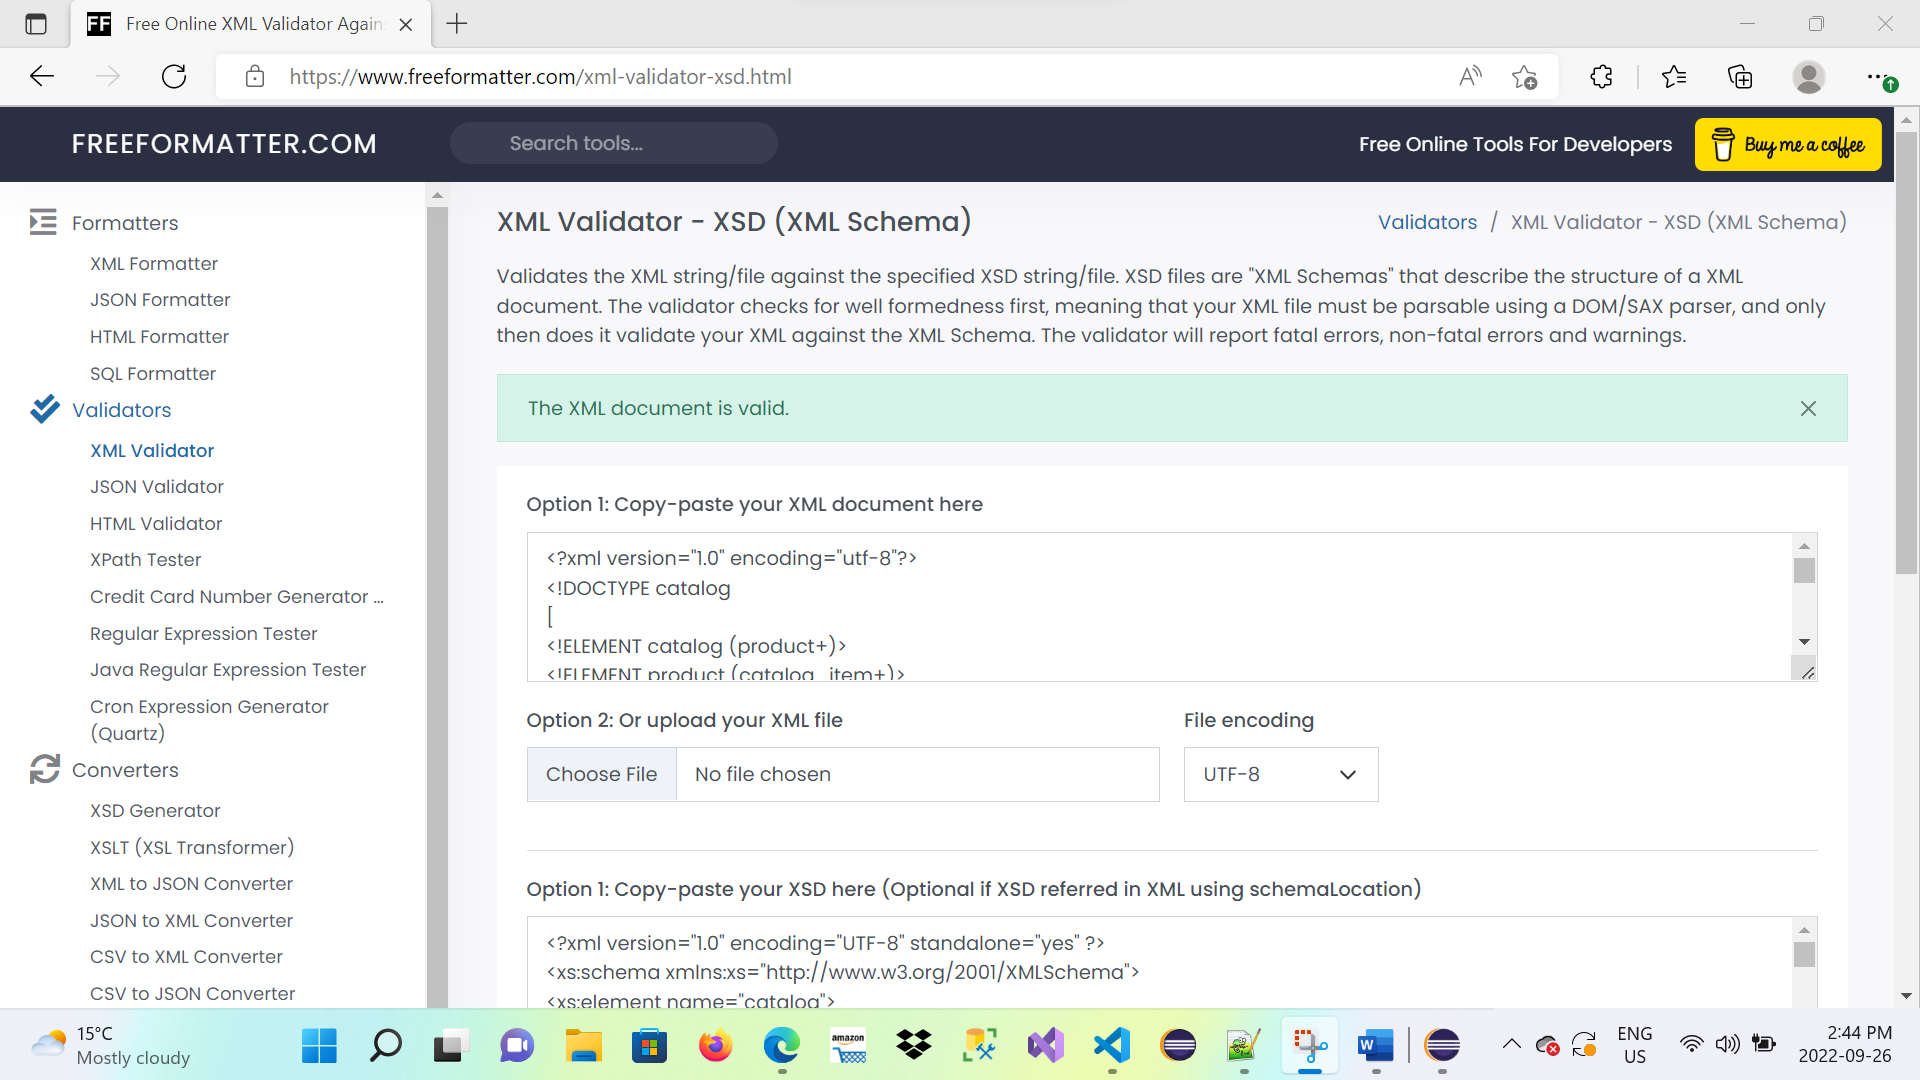 Free Online XML Validator Again
https://www.freeformatter.com/xml-validator-xsd.html
FREEFORMATTER.COM
Search tools...
Free Online Tools For Developers
Buy me a coffee
Formatters
XML Formatter
JSON Formatter
HTML Formatter
SQL Formatter
Validators
XML Validator
JSON Validator
HTML Validator
XPath Tester
Credit Card Number Generator ...
Regular Expression Tester
Java Regular Expression Tester
Cron Expression Generator
(Quartz)
Converters
XSD Generator
XSLT (XSL Transformer)
XML to JSON Converter
JSON to XML Converter
CSV to XML Converter
CSV to JSON Converter
XML Validator - XSD (XML Schema)
Validators / XML Validator - XSD (XML Schema)
Validates the XML string/file against the specified XSD string/file. XSD files are "XML Schemas" that describe the structure of a XML
document. The validator checks for well formedness first, meaning that your XML file must be parsable using a DOM/SAX parser, and only
then does it validate your XML against the XML Schema. The validator will report fatal errors, non-fatal errors and warnings.
The XML document is valid.
Option 1: Copy-paste your XML document here
<?xml version="1.0" encoding="utf-8"?>
<!DOCTYPE catalog
[
<!ELEMENT catalog (product+)>
<!ELEMENT product (catalog_item+)>
Option 2: Or upload your XML file
File encoding
Choose File
No file chosen
UTF-8
Option 1: Copy-paste your XSD here (Optional if XSD referred in XML using schemaLocation)
<?xml version="1.0" encoding="UTF-8" standalone="yes" ?>
<xs:schema xmlns:xs="http://www.w3.org/2001/XMLSchema">
<xs:element name="catalog">
15°C
Mostly cloudy
amazon
ENG
US
2:44 PM
2022-09-26